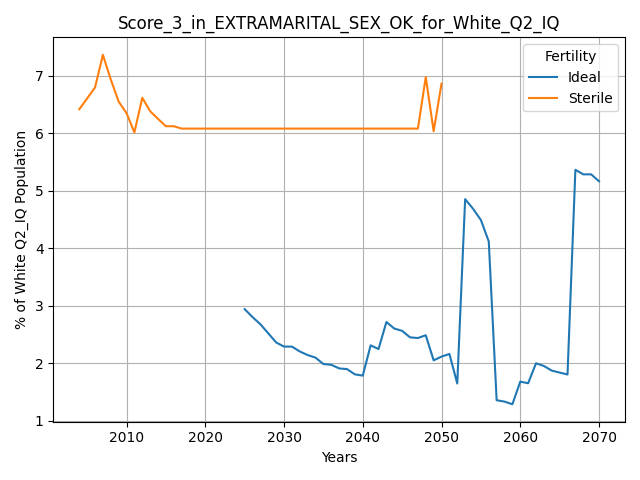 Score_3_in_EXTRAMARITAL_SEX_OK_for_White_Q2_IQ
Fertility
Ideal
Sterile
% of White Q2_IQ Population
7
6
5
4
3
2
1
2010 2020 2030 2040 2050 2060 2070
Years